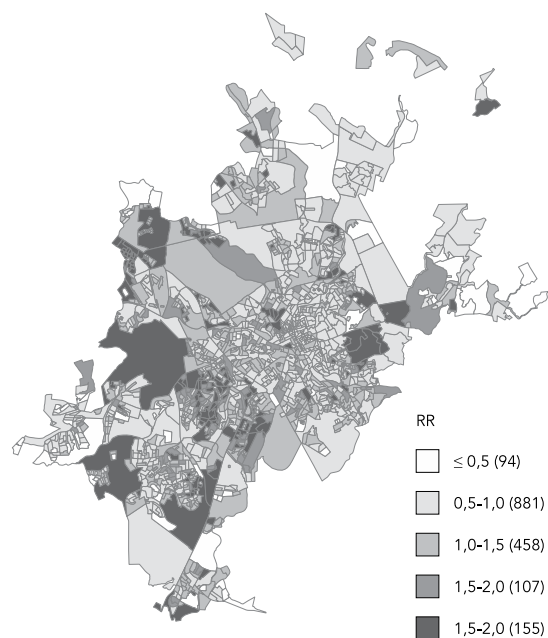 RR
≤ 0,5 (94)
0,5-1,0 (881)
1,0-1,5 (458)
1,5-2,0 (107)
1,5-2,0 (155)